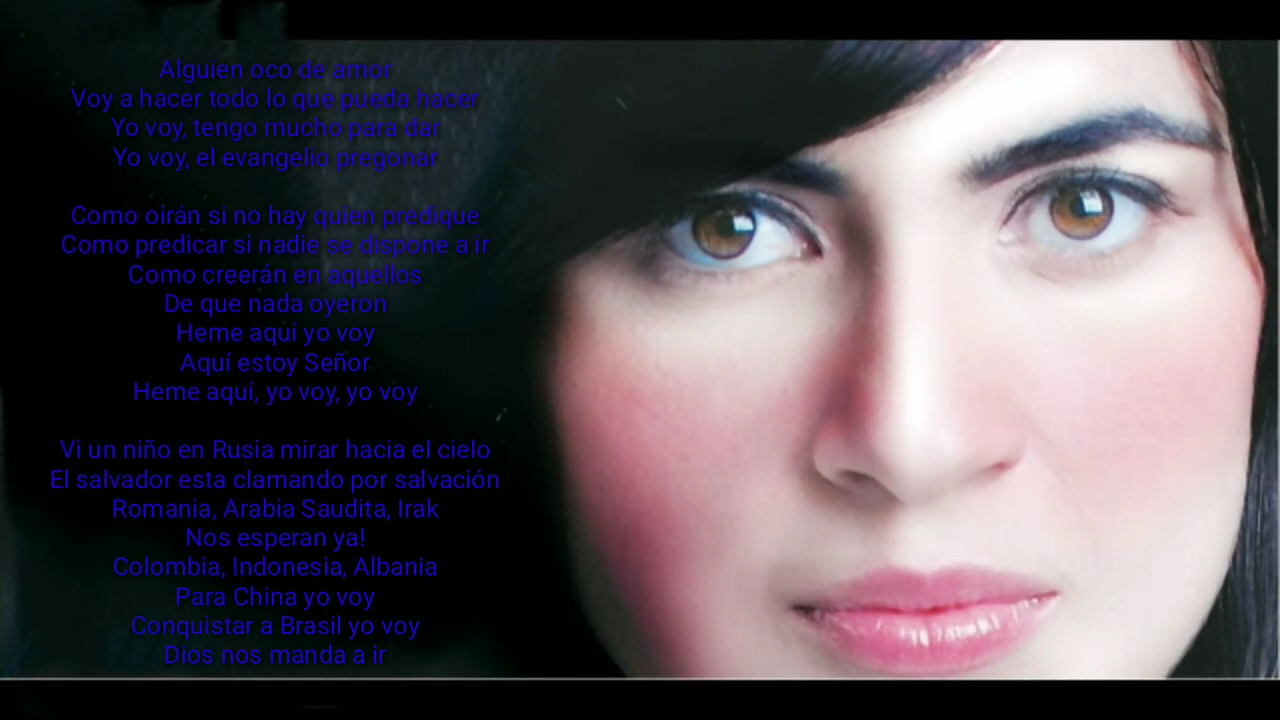 Alguien oco de amor
Voy a hacer todo lo que pueda hacer
Yo voy, tengo mucho para dar
Yo voy, el evangelio pregonar
Como oirán si no hay quien predique
Como predicar si nadie se dispone a ir
Como creerán en aquellos
De que nada oyeron
Heme aquí yo voy
Aquí estoy Señor
Heme aquí, yo voy, yo voy
Vi un niño en Rusia mirar hacia el cielo
El salvador esta clamando por salvación
Romania, Arabia Saudita, Irak
Nos esperan ya!
Colombia, Indonesia, Albania
Para China yo voy
Conquistar a Brasil yo voy
Dios nos manda a ir